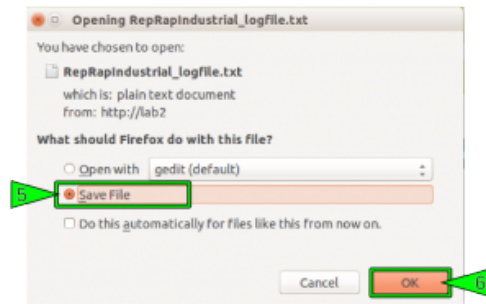 Opening RepRapIndustrial_logfile.txt
You have chosen to open:
RepRapIndustrial_logfile.txt
which is: plain text document
from: http://lab2
What should Firefox do with this file?
Open with gedit (default)
5 Save File
Do this automatically for files like this from now on.
Cancel OK 6